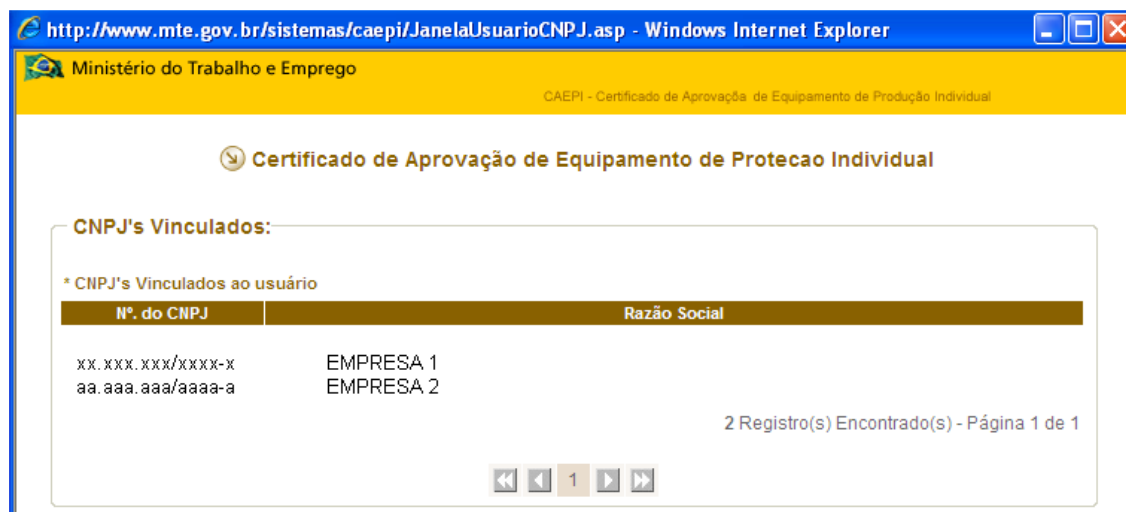 http://www.mte.gov.br/sistemas/caepi/JanelaUsuarioCNPJ.asp - Windows Internet Explorer
Ministério do Trabalho e Emprego
CAEPI - Certificado de Aprovaçõa de Equipamento de Produção Individual
Certificado de Aprovação de Equipamento de Protecao Individual
CNPJ's Vinculados:
* CNPJ's Vinculados ao usuário
Nº. do CNPJ Razão Social
xx.xxx.xxx/xxxx-x EMPRESA 1
aa.aaa.aaa/aaaa-a EMPRESA 2
2 Registro(s) Encontrado(s) - Página 1 de 1
1